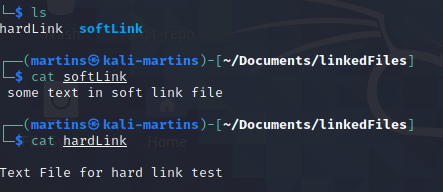 └─$ ls
hardLink  softLink
┌──(martins㉿kali-martins)-[~/Documents/linkedFiles]
└─$ cat softLink
some text in soft link file
┌──(martins㉿kali-martins)-[~/Documents/linkedFiles]
└─$ cat hardLink
Home
Text File for hard link test